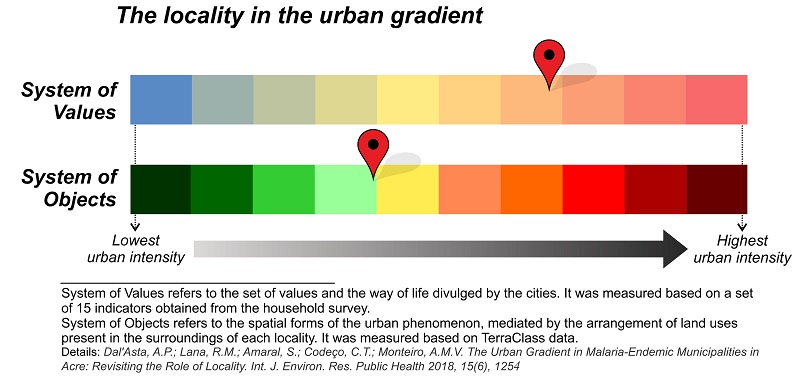 The locality in the urban gradient
System of
Values
System of
Objects
Lowest
urban intensity
Highest
urban intensity
System of Values refers to the set of values and the way of life divulged by the cities. It was measured based on a set
of 15 indicators obtained from the household survey.
System of Objects refers to the spatial forms of the urban phenomenon, mediated by the arrangement of land uses
present in the surroundings of each locality. It was measured based on TerraClass data.
Details: Dal'Asta, A.P.; Lana, R.M.; Amaral, S.; Codeço, C.T.; Monteiro, A.M.V. The Urban Gradient in Malaria-Endemic Municipalities in
Acre: Revisiting the Role of Locality. Int. J. Environ. Res. Public Health 2018, 15(6), 1254